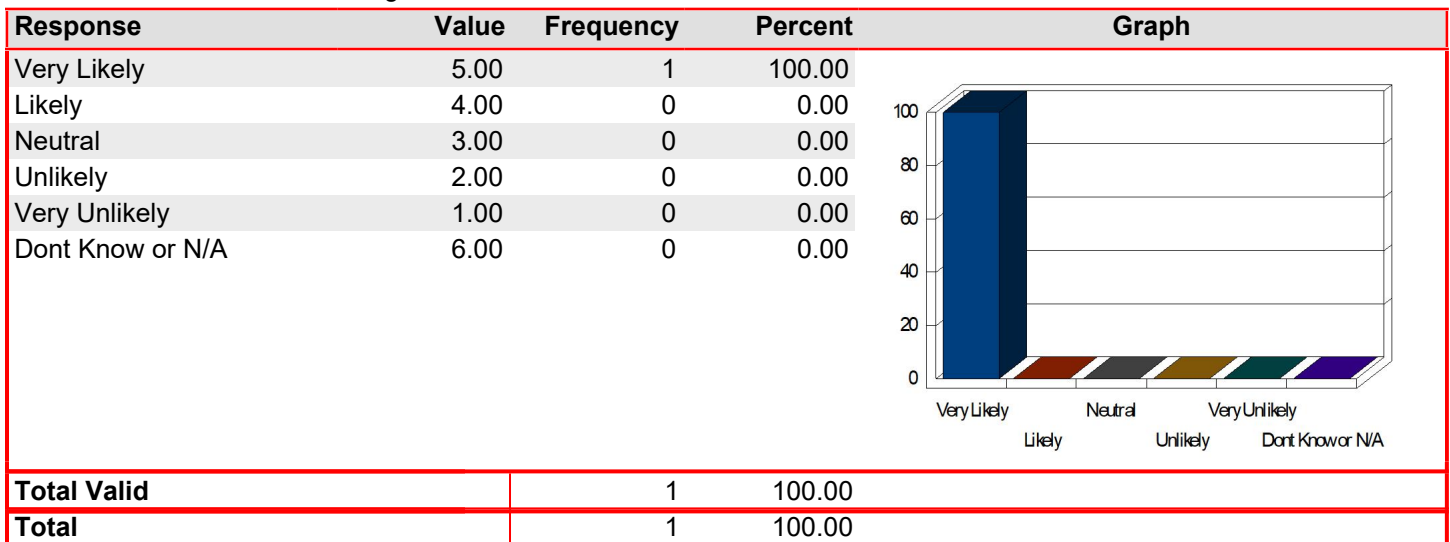 Response Value Frequency Percent Graph
Very Likely 5.00 1 100.00
Likely 4.00 0 0.00
Neutral 3.00 0 0.00
Unlikely 2.00 0 0.00
Very Unlikely 1.00 0 0.00
Dont Know or N/A 6.00 0 0.00
100
80
60
40
20
0
Very Likely Neutral Very Unlikely
Likely Unlikely Dont Know or N/A
Total Valid 1 100.00
Total 1 100.00